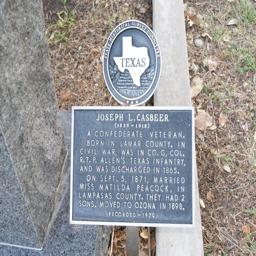 TEXAS
JOSEPH L. CASBEER
(1839 - 1918)
A CONFEDERATE VETERAN.
BORN IN LAMAR COUNTY. IN
CIVIL WAR, WAS IN CO. G, COL.
R.T.P. ALLEN'S TEXAS INFANTRY,
AND WAS DISCHARGED IN 1865.
ON SEPT. 5, 1871, MARRIED
MISS MATILDA PEACOCK, IN
LAMPASAS COUNTY. THEY HAD 2
SONS. MOVED TO OZONA IN 1898.
RECORDED - 1972